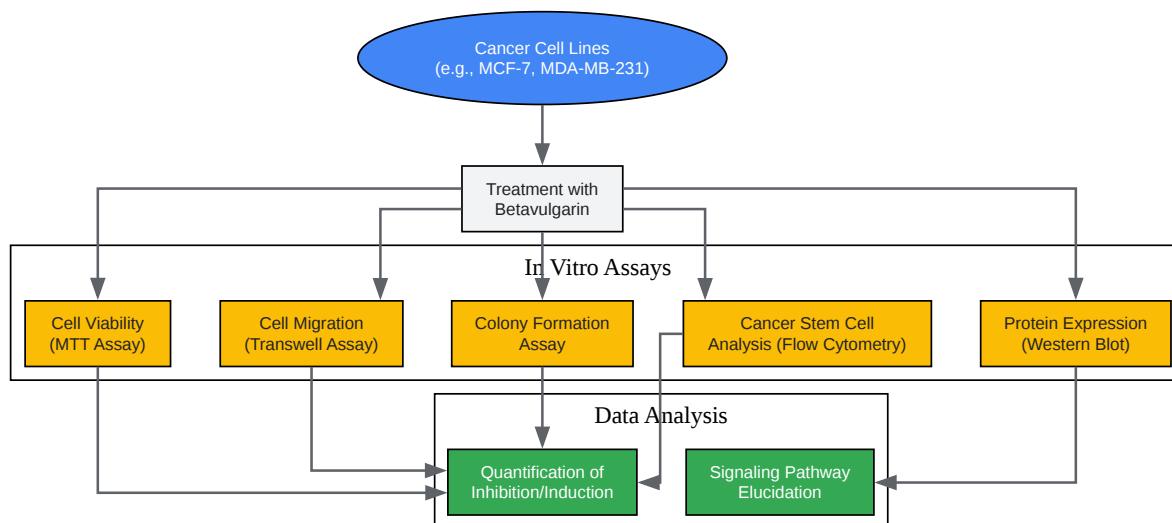 Cancer Cell Lines
(e.g., MCF-7, MDA-MB-231)
Treatment with
Betavulgarin
In Vitro Assays
Cell Viability
(MTT Assay)
Cell Migration
(Transwell Assay)
Colony Formation
Assay
Cancer Stem Cell
Analysis (Flow Cytometry)
Protein Expression
(Western Blot)
Data Analysis
Quantification of
Inhibition/Induction
Signaling Pathway
Elucidation